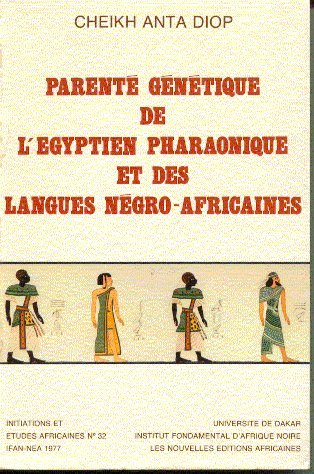 CHEIKH ANTA DIOP
PARENTÉ GÉNÉTIQUE
DE
L'EGYPTIEN PHARAONIQUE
ET DES
LANGUES NÉGRO-AFRICAINES
INITIATIONS ET
ETUDES AFRICAINES Nº 32
IFAN-NEA 1977
UNIVERSITE DE DAKAR
INSTITUT FONDAMENTAL D'AFRIQUE NOIRE
LES NOUVELLES EDITIONS AFRICAINES